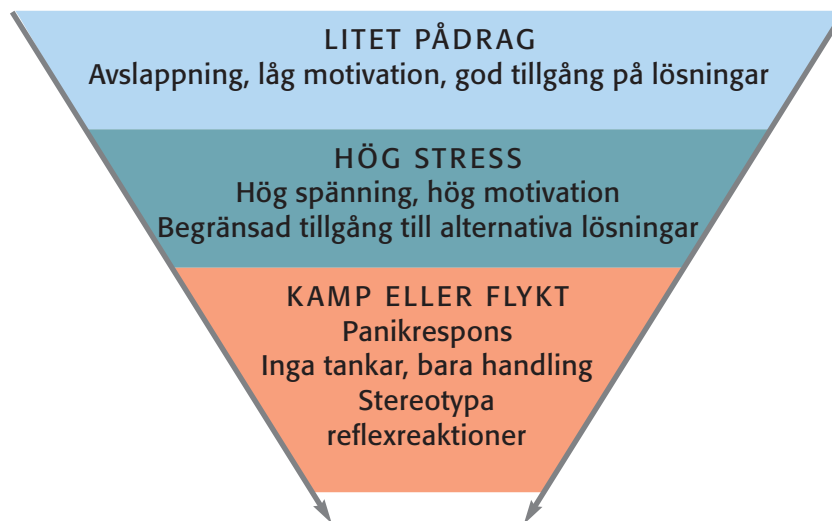 LITET PÅDRAG
Avslappning, låg motivation, god tillgång på lösningar
HÖG STRESS
Hög spänning, hög motivation
Begränsad tillgång till alternativa lösningar
KAMP ELLER FLYKT
Panikrespons
Inga tankar, bara handling
Stereotypa
reflexreaktioner